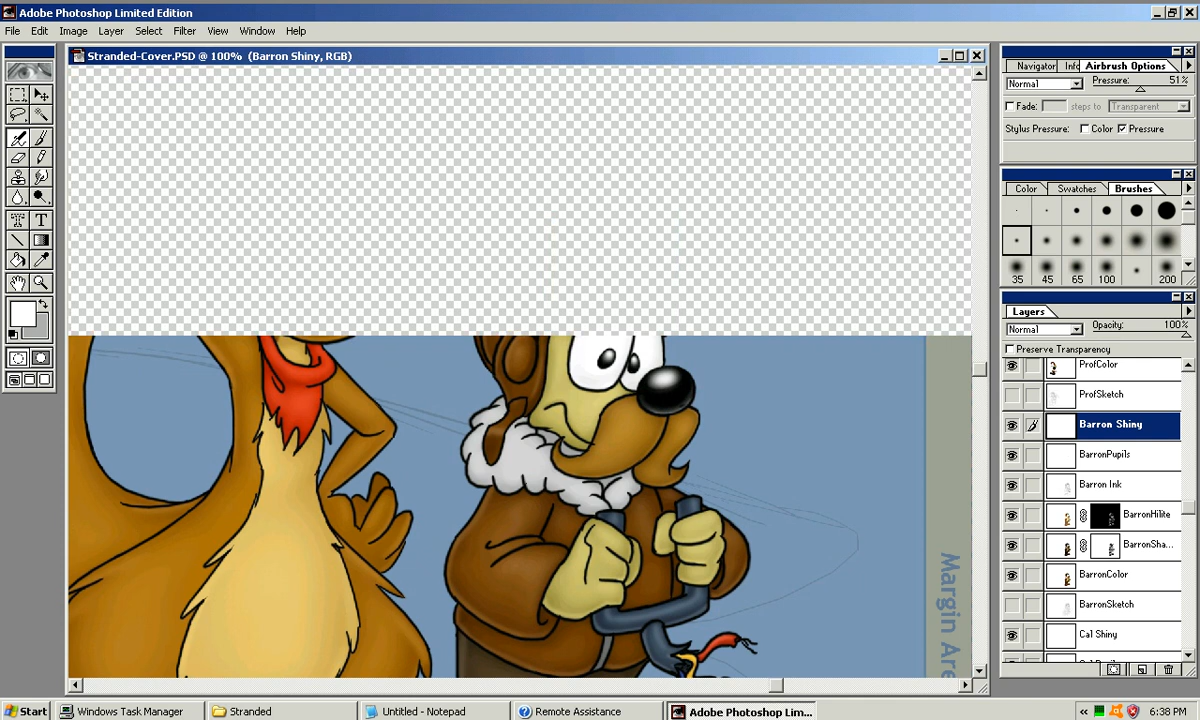 Adobe Photoshop Limited Edition
File Edit Image Layer Select Filter View Window Help
Stranded-Cover.PSD @ 100% (Barron Shiny, RGB)
Navigator Info Airbrush Options
Normal Pressure: 51 %
Fade: steps to Transparent
Stylus Pressure: Color Pressure
Color Swatches Brushes
35 45 65 100 200
Layers
Normal Opacity: 100 %
Preserve Transparency
ProfColor
ProfSketch
Barron Shiny
BarronPupils
Barron Ink
BarronHilite
BarronSha...
BarronColor
BarronSketch
Cal Shiny
Margin Are
Start Windows Task Manager Stranded Untitled - Notepad Remote Assistance Adobe Photoshop Lim... 6:38 PM